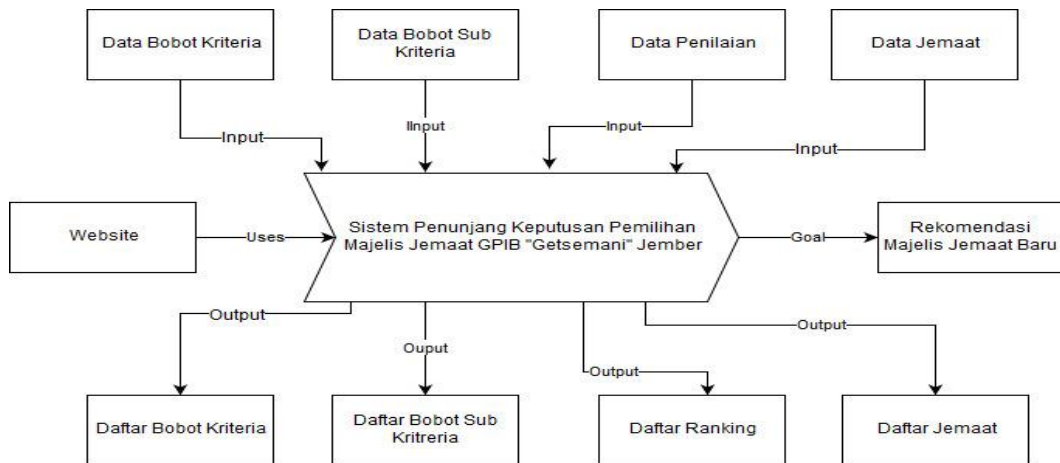 Data Bobot Kriteria
Data Bobot Sub
Kriteria
Data Penilaian
Data Jemaat
Input
IInput
Input
Input
Website
Uses
Sistem Penunjang Keputusan Pemilihan
Majelis Jemaat GPIB "Getsemani" Jember
Goal
Rekomendasi
Majelis Jemaat Baru
Output
Ouput
Output
Output
Daftar Bobot Kriteria
Daftar Bobot Sub
Kritreria
Daftar Ranking
Daftar Jemaat